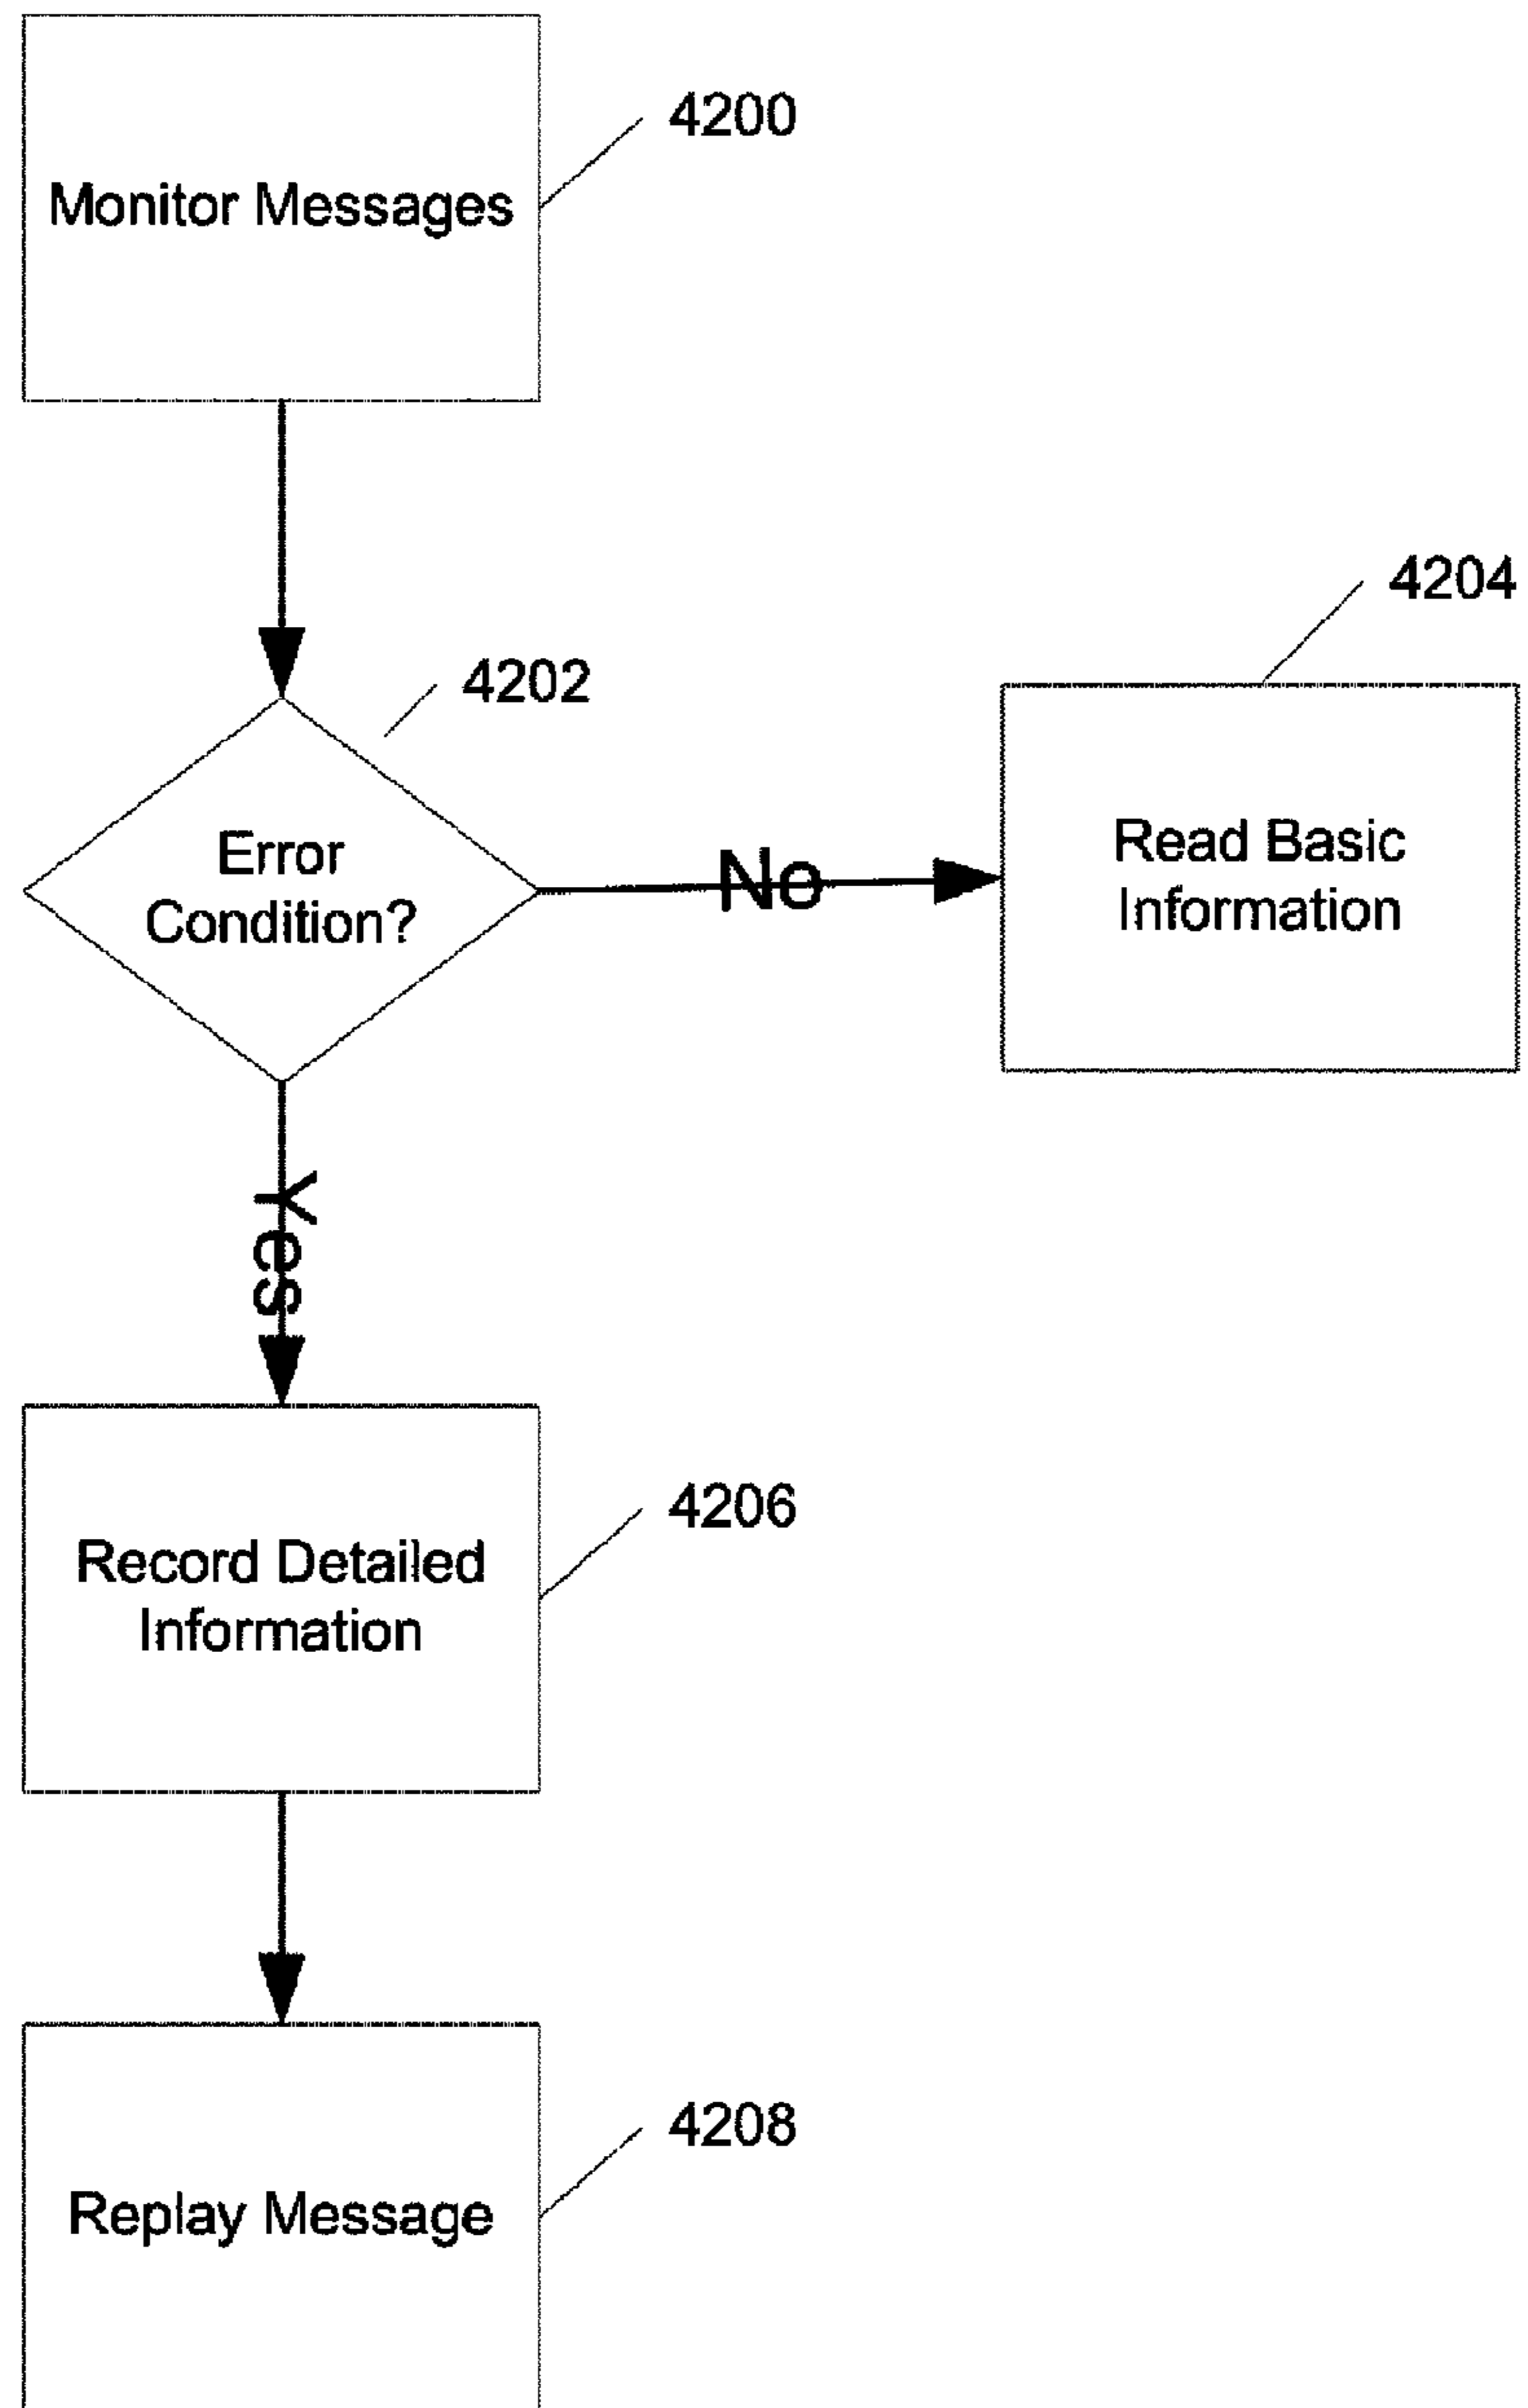 4200
Monitor Messages
4204
4202
Error
Condition?
No
Read Basic
Information
Yes
4206
Record Detailed
Information
4208
Replay Message